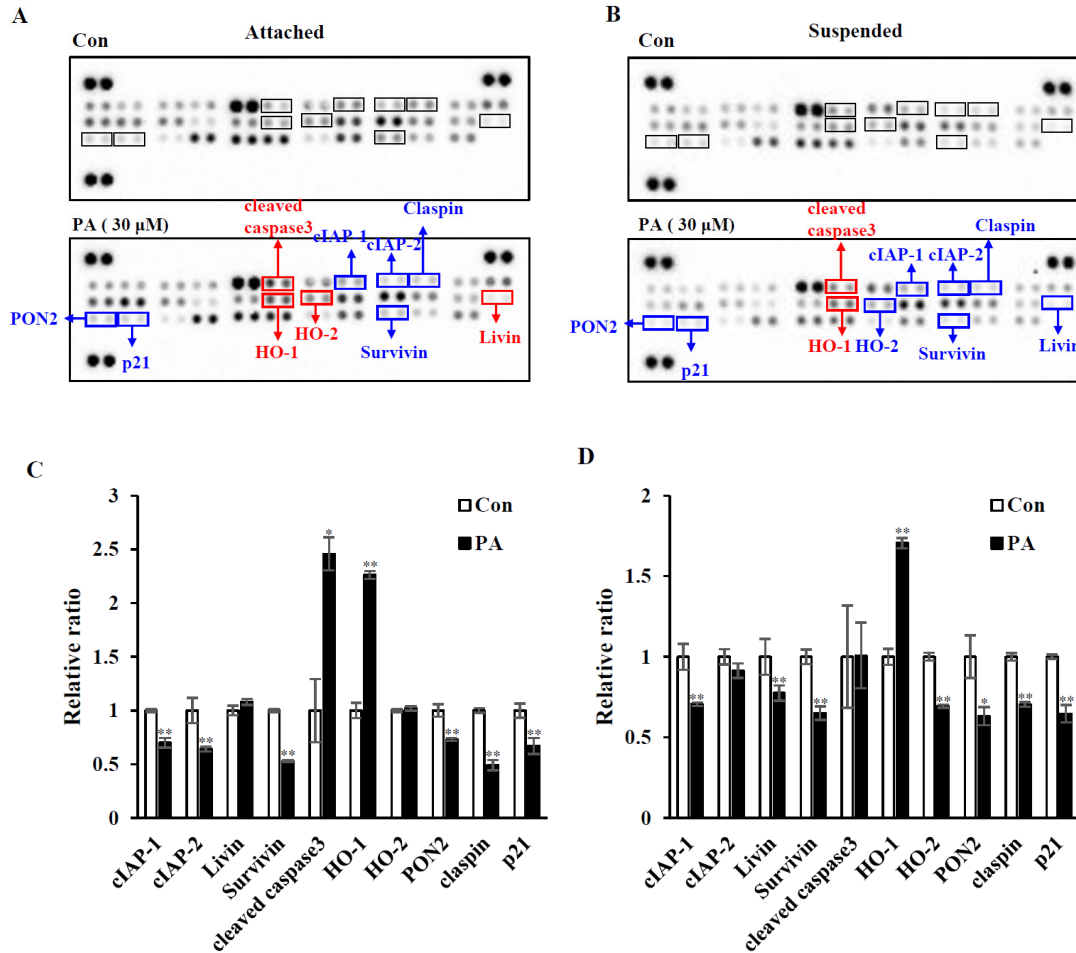 A
Con
Attached
PA ( 30 μM)
cleaved
caspase3
cIAP-1
cIAP-2
Claspin
PON2
p21
HO-1
HO-2
Survivin
Livin
B
Con
Suspended
PA (30 μM)
cleaved
caspase3
cIAP-1
cIAP-2
Claspin
PON2
p21
HO-1
HO-2
Survivin
Livin
C
Relative ratio
3
2.5
2
1.5
1
0.5
0
Con
PA
**
**
**
*
**
**
**
**
cIAP-1
cIAP-2
Livin
Survivin
cleaved caspase3
HO-1
HO-2
PON2
claspin
p21
D
Relative ratio
2
1.5
1
0.5
0
Con
PA
**
**
**
**
**
*
**
**
cIAP-1
cIAP-2
Livin
Survivin
cleaved caspase3
HO-1
HO-2
PON2
claspin
p21